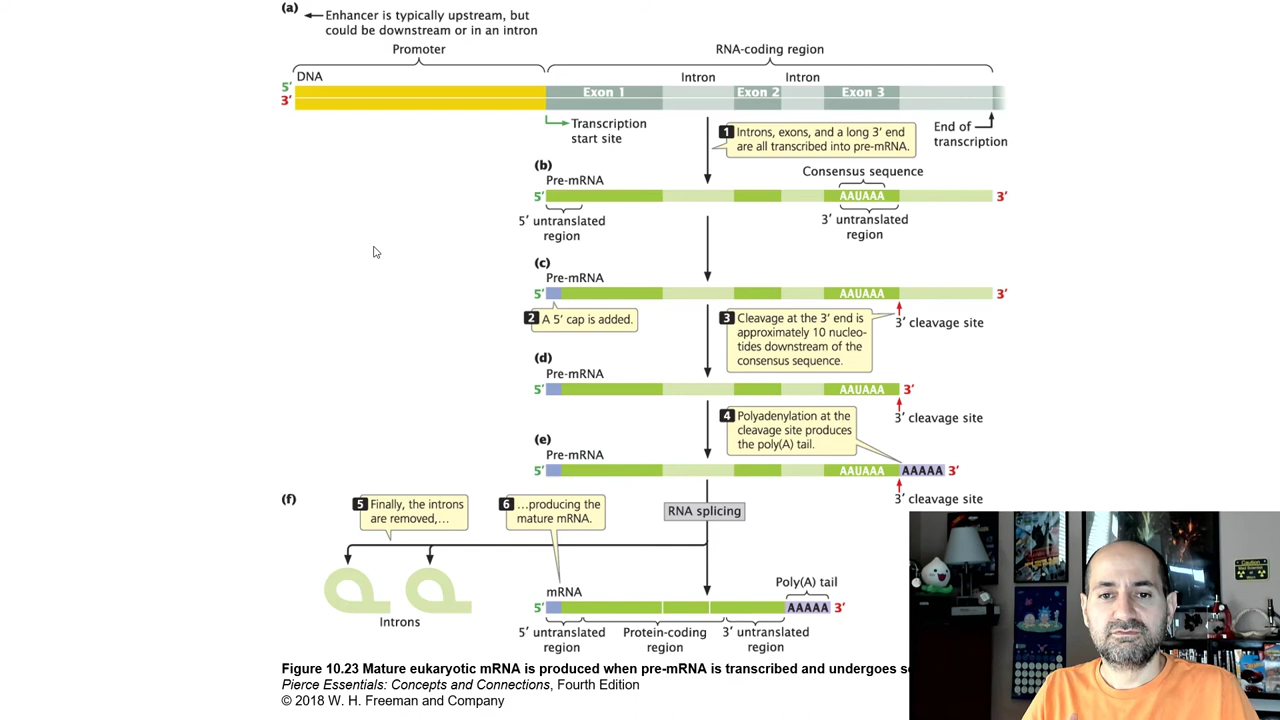 (a)
Enhancer is typically upstream, but
could be downstream or in an intron
Promoter
RNA-coding region
DNA
Intron
Intron
5′
3′
Exon 1
Exon 2
Exon 3
Transcription
start site
1 Introns, exons, and a long 3′ end
are all transcribed into pre-mRNA.
End of
transcription
(b)
Pre-mRNA
Consensus sequence
5′
AAUAAA
3′
5′ untranslated
region
3′ untranslated
region
(c)
Pre-mRNA
5′
AAUAAA
3′
2 A 5′ cap is added.
3 Cleavage at the 3′ end is
approximately 10 nucleo-
tides downstream of the
consensus sequence.
3′ cleavage site
(d)
Pre-mRNA
5′
AAUAAA
3′
3′ cleavage site
4 Polyadenylation at the
cleavage site produces
the poly(A) tail.
(e)
Pre-mRNA
5′
AAUAAA
AAAAA
3′
3′ cleavage site
(f)
5 Finally, the introns
are removed,...
6 ...producing the
mature mRNA.
RNA splicing
Introns
mRNA
Poly(A) tail
5′
AAAAA
3′
5′ untranslated
region
Protein-coding
region
3′ untranslated
region
Figure 10.23 Mature eukaryotic mRNA is produced when pre-mRNA is transcribed and undergoes
Pierce Essentials: Concepts and Connections, Fourth Edition
© 2018 W. H. Freeman and Company
Caution